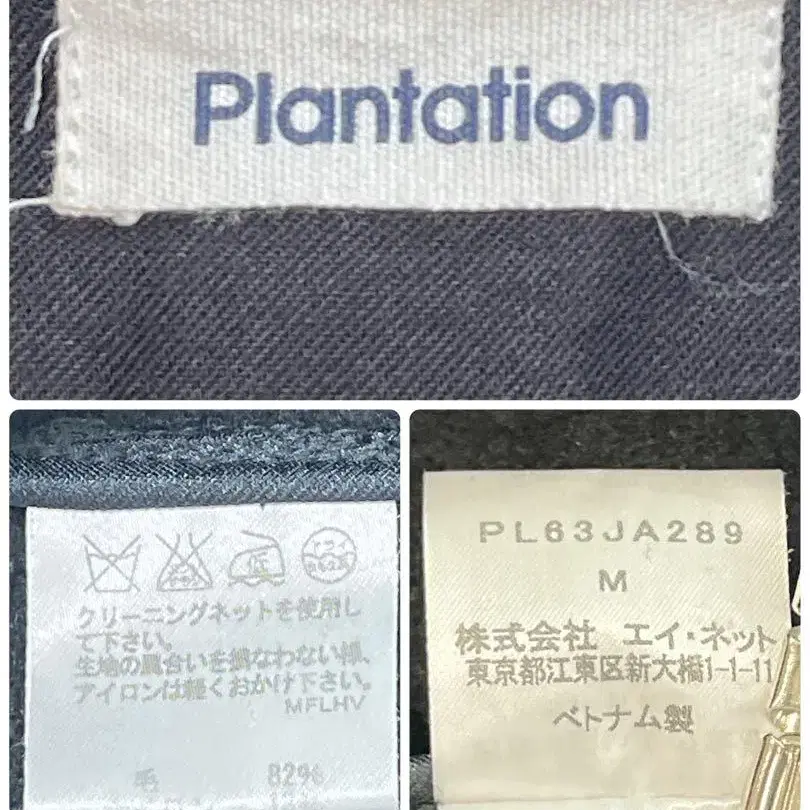 Plantation
クリーニングネットを使用し
て下さい。
生地の風合いを損なわない様、
アイロンは軽くおかけ下さい。
MFLHV
毛 82%
PL63JA289
M
株式会社 エイ・ネット
東京都江東区新大橋1-1-11
ベトナム製